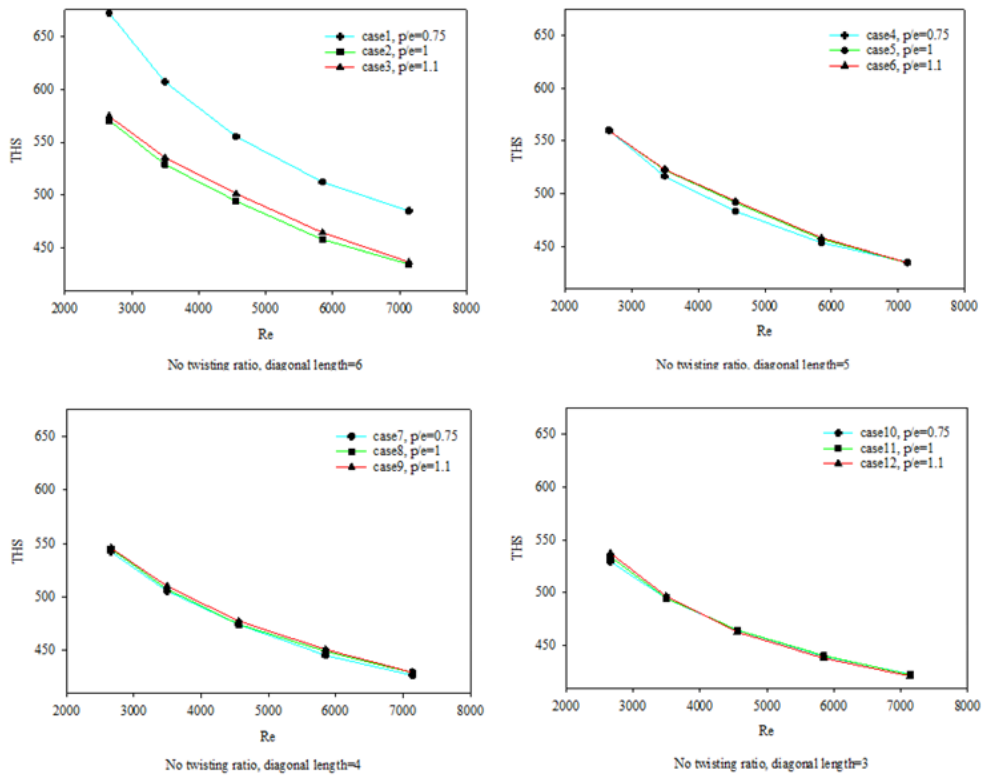 650
600
550
500
450
THS
case1, p/e=0.75
case2, p/e=1
case3, p/e=1.1
2000 3000 4000 5000 6000 7000 8000
Re
No twisting ratio, diagonal length=6
650
600
550
500
450
THS
case4, p/e=0.75
case5, p/e=1
case6, p/e=1.1
2000 3000 4000 5000 6000 7000 8000
Re
No twisting ratio, diagonal length=5
650
600
550
500
450
THS
case7, p/e=0.75
case8, p/e=1
case9, p/e=1.1
2000 3000 4000 5000 6000 7000 8000
Re
No twisting ratio, diagonal length=4
650
600
550
500
450
THS
case10, p/e=0.75
case11, p/e=1
case12, p/e=1.1
2000 3000 4000 5000 6000 7000 8000
Re
No twisting ratio, diagonal length=3